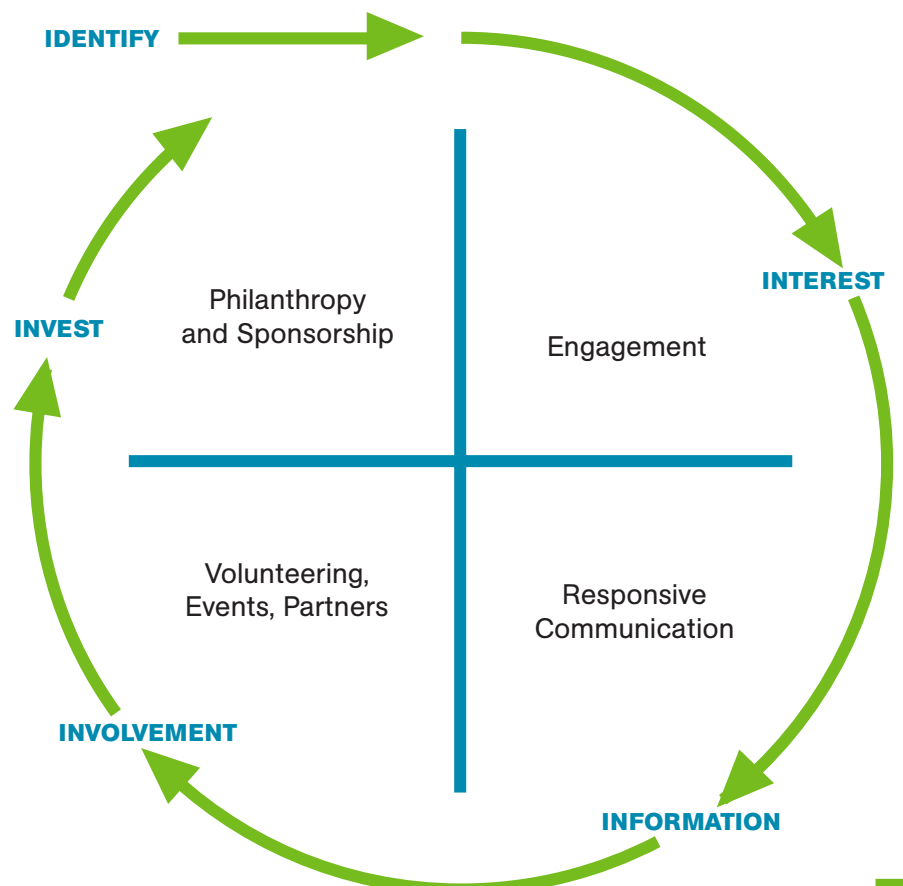 IDENTIFY
INTEREST
Philanthropy
and Sponsorship
INVEST
Engagement
Volunteering,
Events, Partners
Responsive
Communication
INVOLVEMENT
INFORMATION